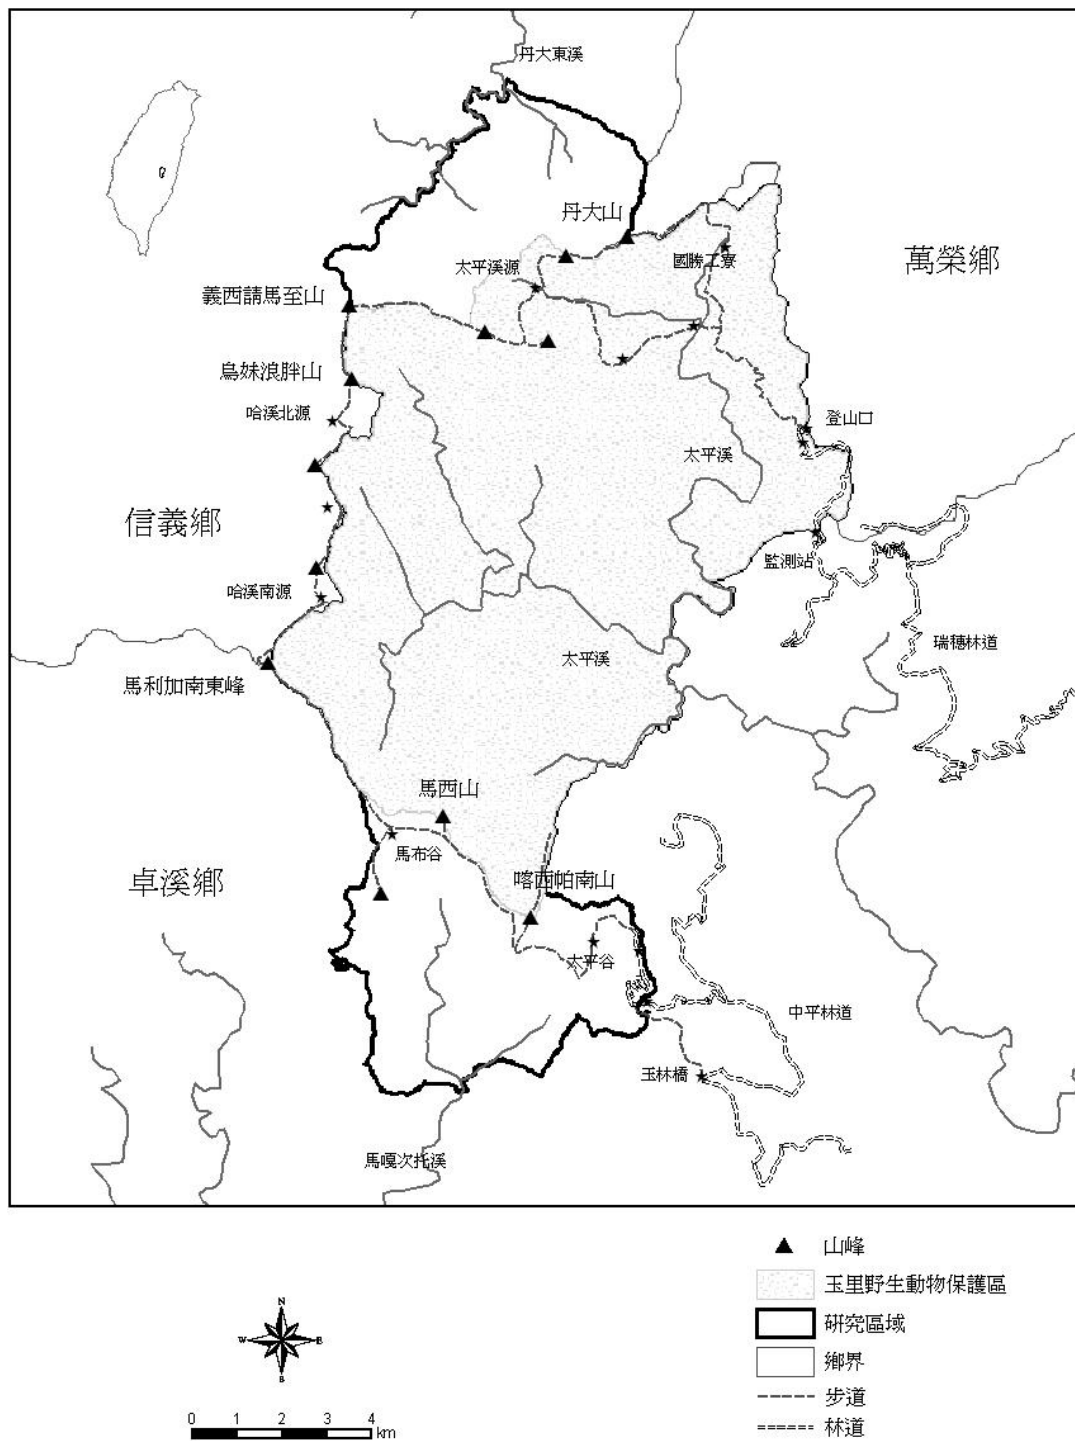 丹大東溪
丹大山
萬榮鄉
國勝工寮
太平溪源
義西請馬至山
烏妹浪胖山
哈溪北源
登山口
太平溪
信義鄉
監測站
哈溪南源
瑞穗林道
太平溪
馬利加南東峰
馬西山
馬布谷
卓溪鄉
喀西帕南山
太平谷
中平林道
玉林橋
馬嘎次托溪
山峰
玉里野生動物保護區
研究區域
鄉界
步道
林道
N
W E
S
0 1 2 3 4
km